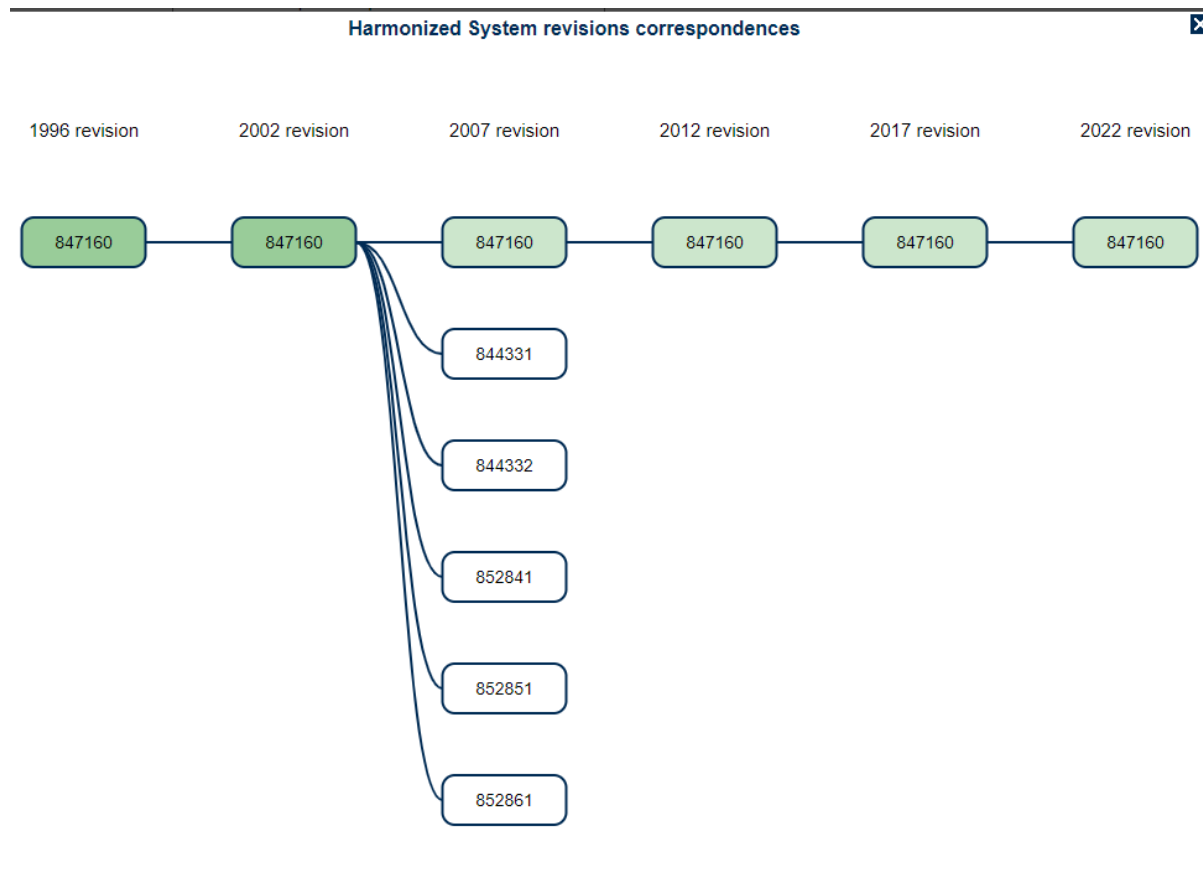 Harmonized System revisions correspondences
1996 revision 2002 revision 2007 revision 2012 revision 2017 revision 2022 revision
847160 847160 847160 847160 847160 847160
844331
844332
852841
852851
852861